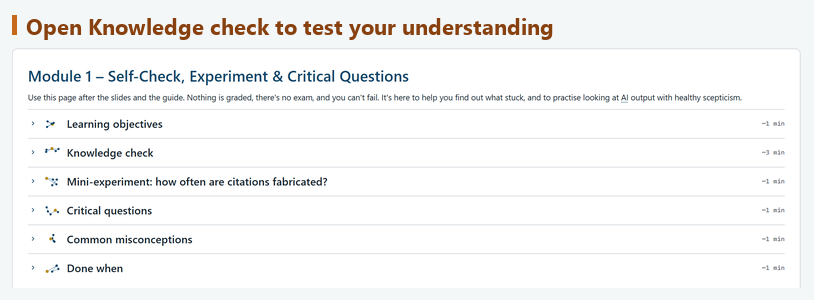 Open Knowledge check to test your understanding
Module 1 – Self-Check, Experiment & Critical Questions
Use this page after the slides and the guide. Nothing is graded, there's no exam, and you can't fail. It's here to help you find out what stuck, and to practise looking at AI output with healthy scepticism.
Learning objectives ~1 min
Knowledge check ~3 min
Mini-experiment: how often are citations fabricated? ~1 min
Critical questions ~1 min
Common misconceptions ~1 min
Done when ~1 min